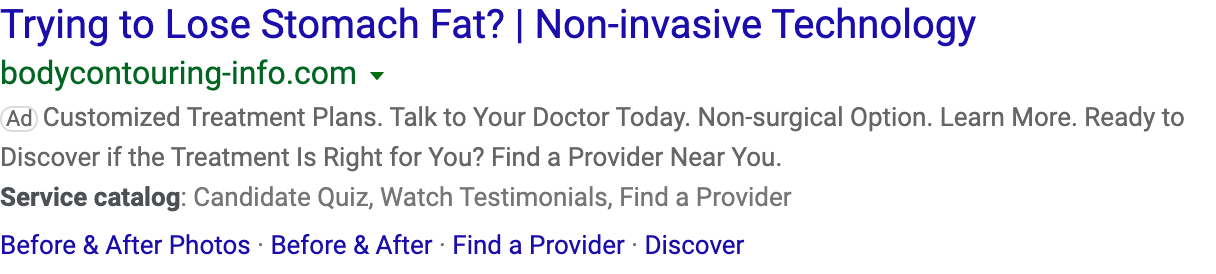 Trying to Lose Stomach Fat? | Non-invasive Technology
bodycontouring-info.com
Ad Customized Treatment Plans. Talk to Your Doctor Today. Non-surgical Option. Learn More. Ready to
Discover if the Treatment Is Right for You? Find a Provider Near You.
Service catalog: Candidate Quiz, Watch Testimonials, Find a Provider
Before & After Photos · Before & After · Find a Provider · Discover